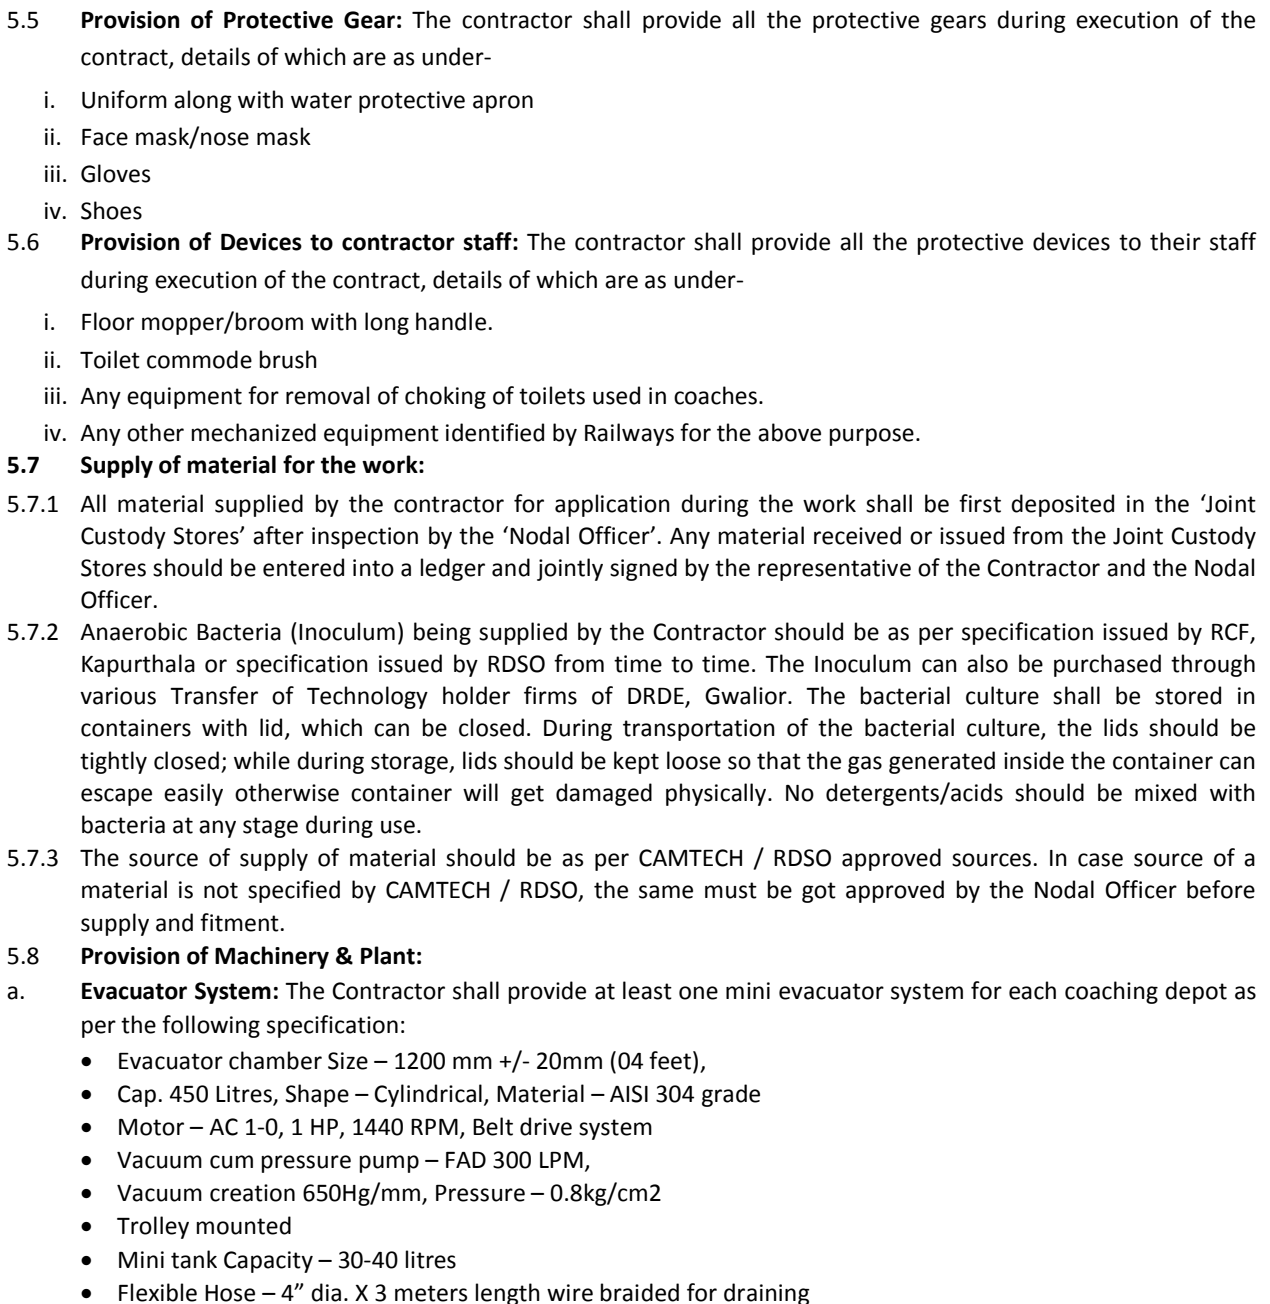 5.5 Provision of Protective Gear: The contractor shall provide all the protective gears during execution of the
contract, details of which are as under-
i. Uniform along with water protective apron
ii. Face mask/nose mask
iii. Gloves
iv. Shoes
5.6 Provision of Devices to contractor staff: The contractor shall provide all the protective devices to their staff
during execution of the contract, details of which are as under-
i. Floor mopper/broom with long handle.
ii. Toilet commode brush
iii. Any equipment for removal of choking of toilets used in coaches.
iv. Any other mechanized equipment identified by Railways for the above purpose.
5.7 Supply of material for the work:
5.7.1 All material supplied by the contractor for application during the work shall be first deposited in the ‘Joint
Custody Stores’ after inspection by the ‘Nodal Officer’. Any material received or issued from the Joint Custody
Stores should be entered into a ledger and jointly signed by the representative of the Contractor and the Nodal
Officer.
5.7.2 Anaerobic Bacteria (Inoculum) being supplied by the Contractor should be as per specification issued by RCF,
Kapurthala or specification issued by RDSO from time to time. The Inoculum can also be purchased through
various Transfer of Technology holder firms of DRDE, Gwalior. The bacterial culture shall be stored in
containers with lid, which can be closed. During transportation of the bacterial culture, the lids should be
tightly closed; while during storage, lids should be kept loose so that the gas generated inside the container can
escape easily otherwise container will get damaged physically. No detergents/acids should be mixed with
bacteria at any stage during use.
5.7.3 The source of supply of material should be as per CAMTECH / RDSO approved sources. In case source of a
material is not specified by CAMTECH / RDSO, the same must be got approved by the Nodal Officer before
supply and fitment.
5.8 Provision of Machinery & Plant:
a. Evacuator System: The Contractor shall provide at least one mini evacuator system for each coaching depot as
per the following specification:
• Evacuator chamber Size – 1200 mm +/- 20mm (04 feet),
• Cap. 450 Litres, Shape – Cylindrical, Material – AISI 304 grade
• Motor – AC 1-0, 1 HP, 1440 RPM, Belt drive system
• Vacuum cum pressure pump – FAD 300 LPM,
• Vacuum creation 650Hg/mm, Pressure – 0.8kg/cm2
• Trolley mounted
• Mini tank Capacity – 30-40 litres
• Flexible Hose – 4” dia. X 3 meters length wire braided for draining